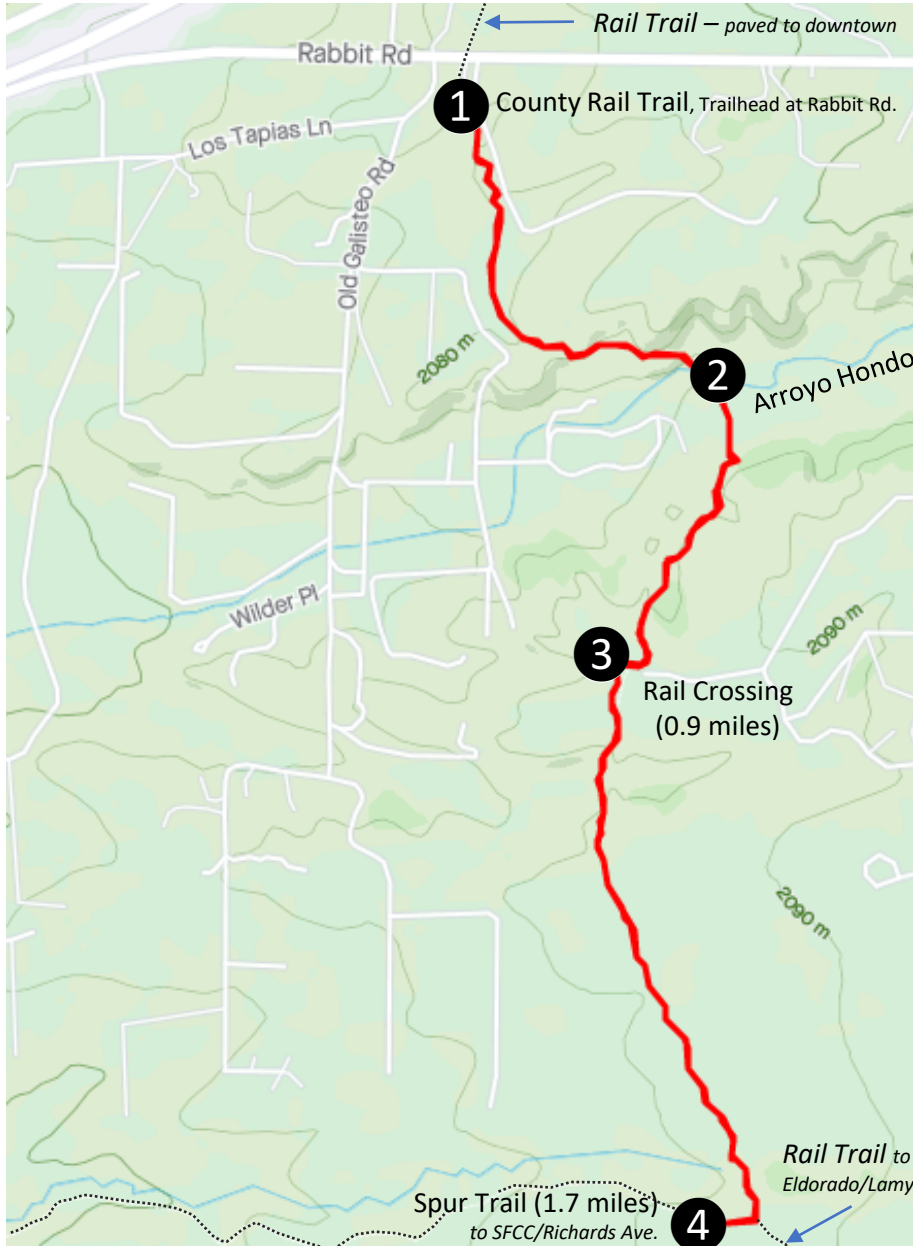 Rail Trail – paved to downtown
Rabbit Rd
1
County Rail Trail, Trailhead at Rabbit Rd.
Los Tapias Ln
Old Galisteo Rd
2080 m
2
Arroyo Hondo
Wilder Pl
3
2090 m
Rail Crossing
(0.9 miles)
2090 m
Rail Trail to
Eldorado/Lamy
Spur Trail (1.7 miles)
to SFCC/Richards Ave.
4